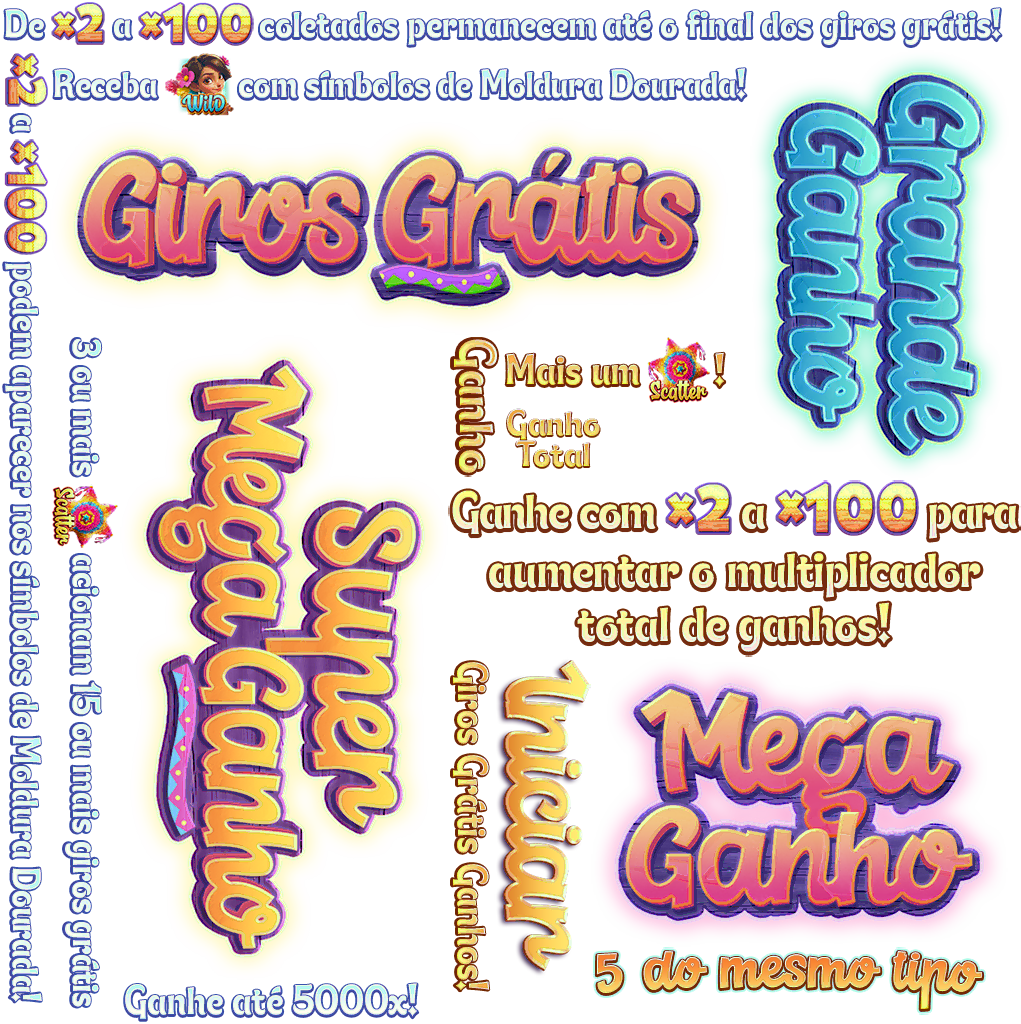 De x2 a x100 coletados permanecem até o final dos giros grátis!
Receba Wild com símbolos de Moldura Dourada!
x2 a x100 podem aparecer nos símbolos de Moldura Dourada!
Giros Grátis
Grande
Ganho
3 ou mais Scatter acionam 15 ou mais giros grátis
Super
Mega Ganho
Ganho
Mais um Scatter !
Ganho
Total
Ganhe com x2 a x100 para
aumentar o multiplicador
total de ganhos!
Giros Grátis Ganhos!
Iniciar
Mega
Ganho
5 do mesmo tipo
Ganhe até 5000x!